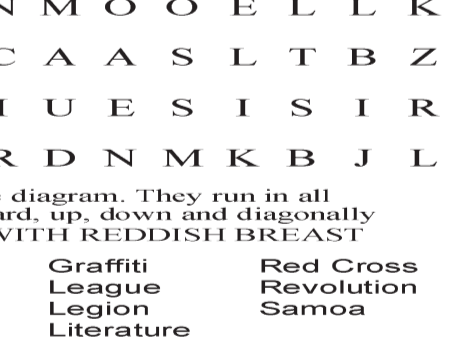 M O O E L L K
C A A S L T B Z
I U E S I S I R
R D N M K B J L
diagram. They run in all
up, down and diagonally
WITH REDDISH BREAST
Graffiti Red Cross
League Revolution
Legion Samoa
Literature